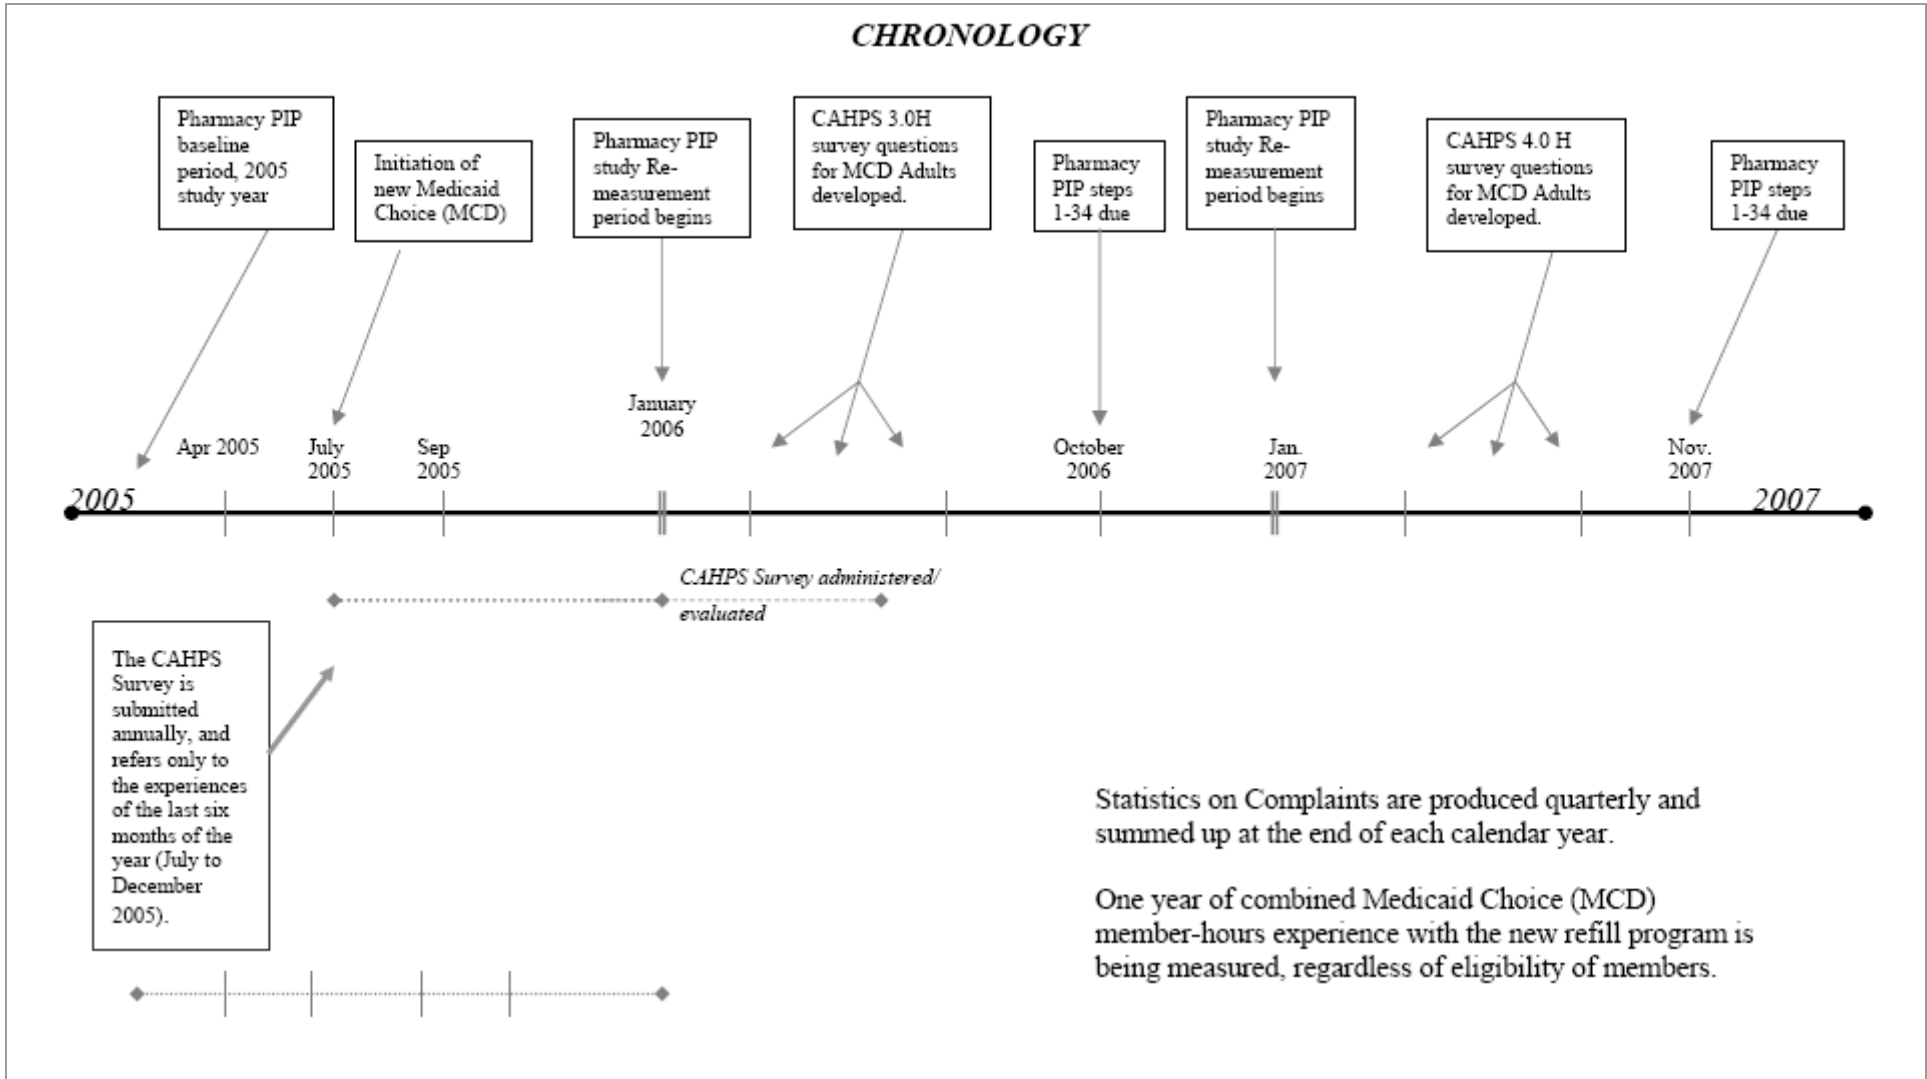 CHRONOLOGY
Pharmacy PIP
baseline
period, 2005
study year
Initiation of
new Medicaid
Choice (MCD)
Pharmacy PIP
study Re-
measurement
period begins
CAHPS 3.0H
survey questions
for MCD Adults
developed.
Pharmacy
PIP steps
1-34 due
Pharmacy PIP
study Re-
measurement
period begins
CAHPS 4.0 H
survey questions
for MCD Adults
developed.
Pharmacy
PIP steps
1-34 due
Apr 2005
July
2005
Sep
2005
January
2006
October
2006
Jan.
2007
Nov.
2007
2005
2007
CAHPS Survey administered/
evaluated
The CAHPS
Survey is
submitted
annually, and
refers only to
the experiences
of the last six
months of the
year (July to
December
2005).
Statistics on Complaints are produced quarterly and
summed up at the end of each calendar year.
One year of combined Medicaid Choice (MCD)
member-hours experience with the new refill program is
being measured, regardless of eligibility of members.